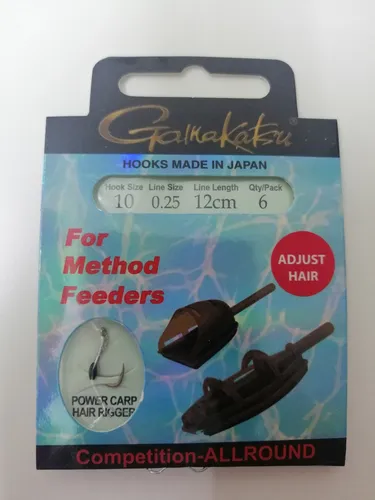 Gamakatsu
HOOKS MADE IN JAPAN
Hook Size Line Size Line Length Qty/Pack
10 0.25 12cm 6
For
Method
Feeders
ADJUST
HAIR
POWER CARP
HAIR RIGGER
Competition-ALLROUND